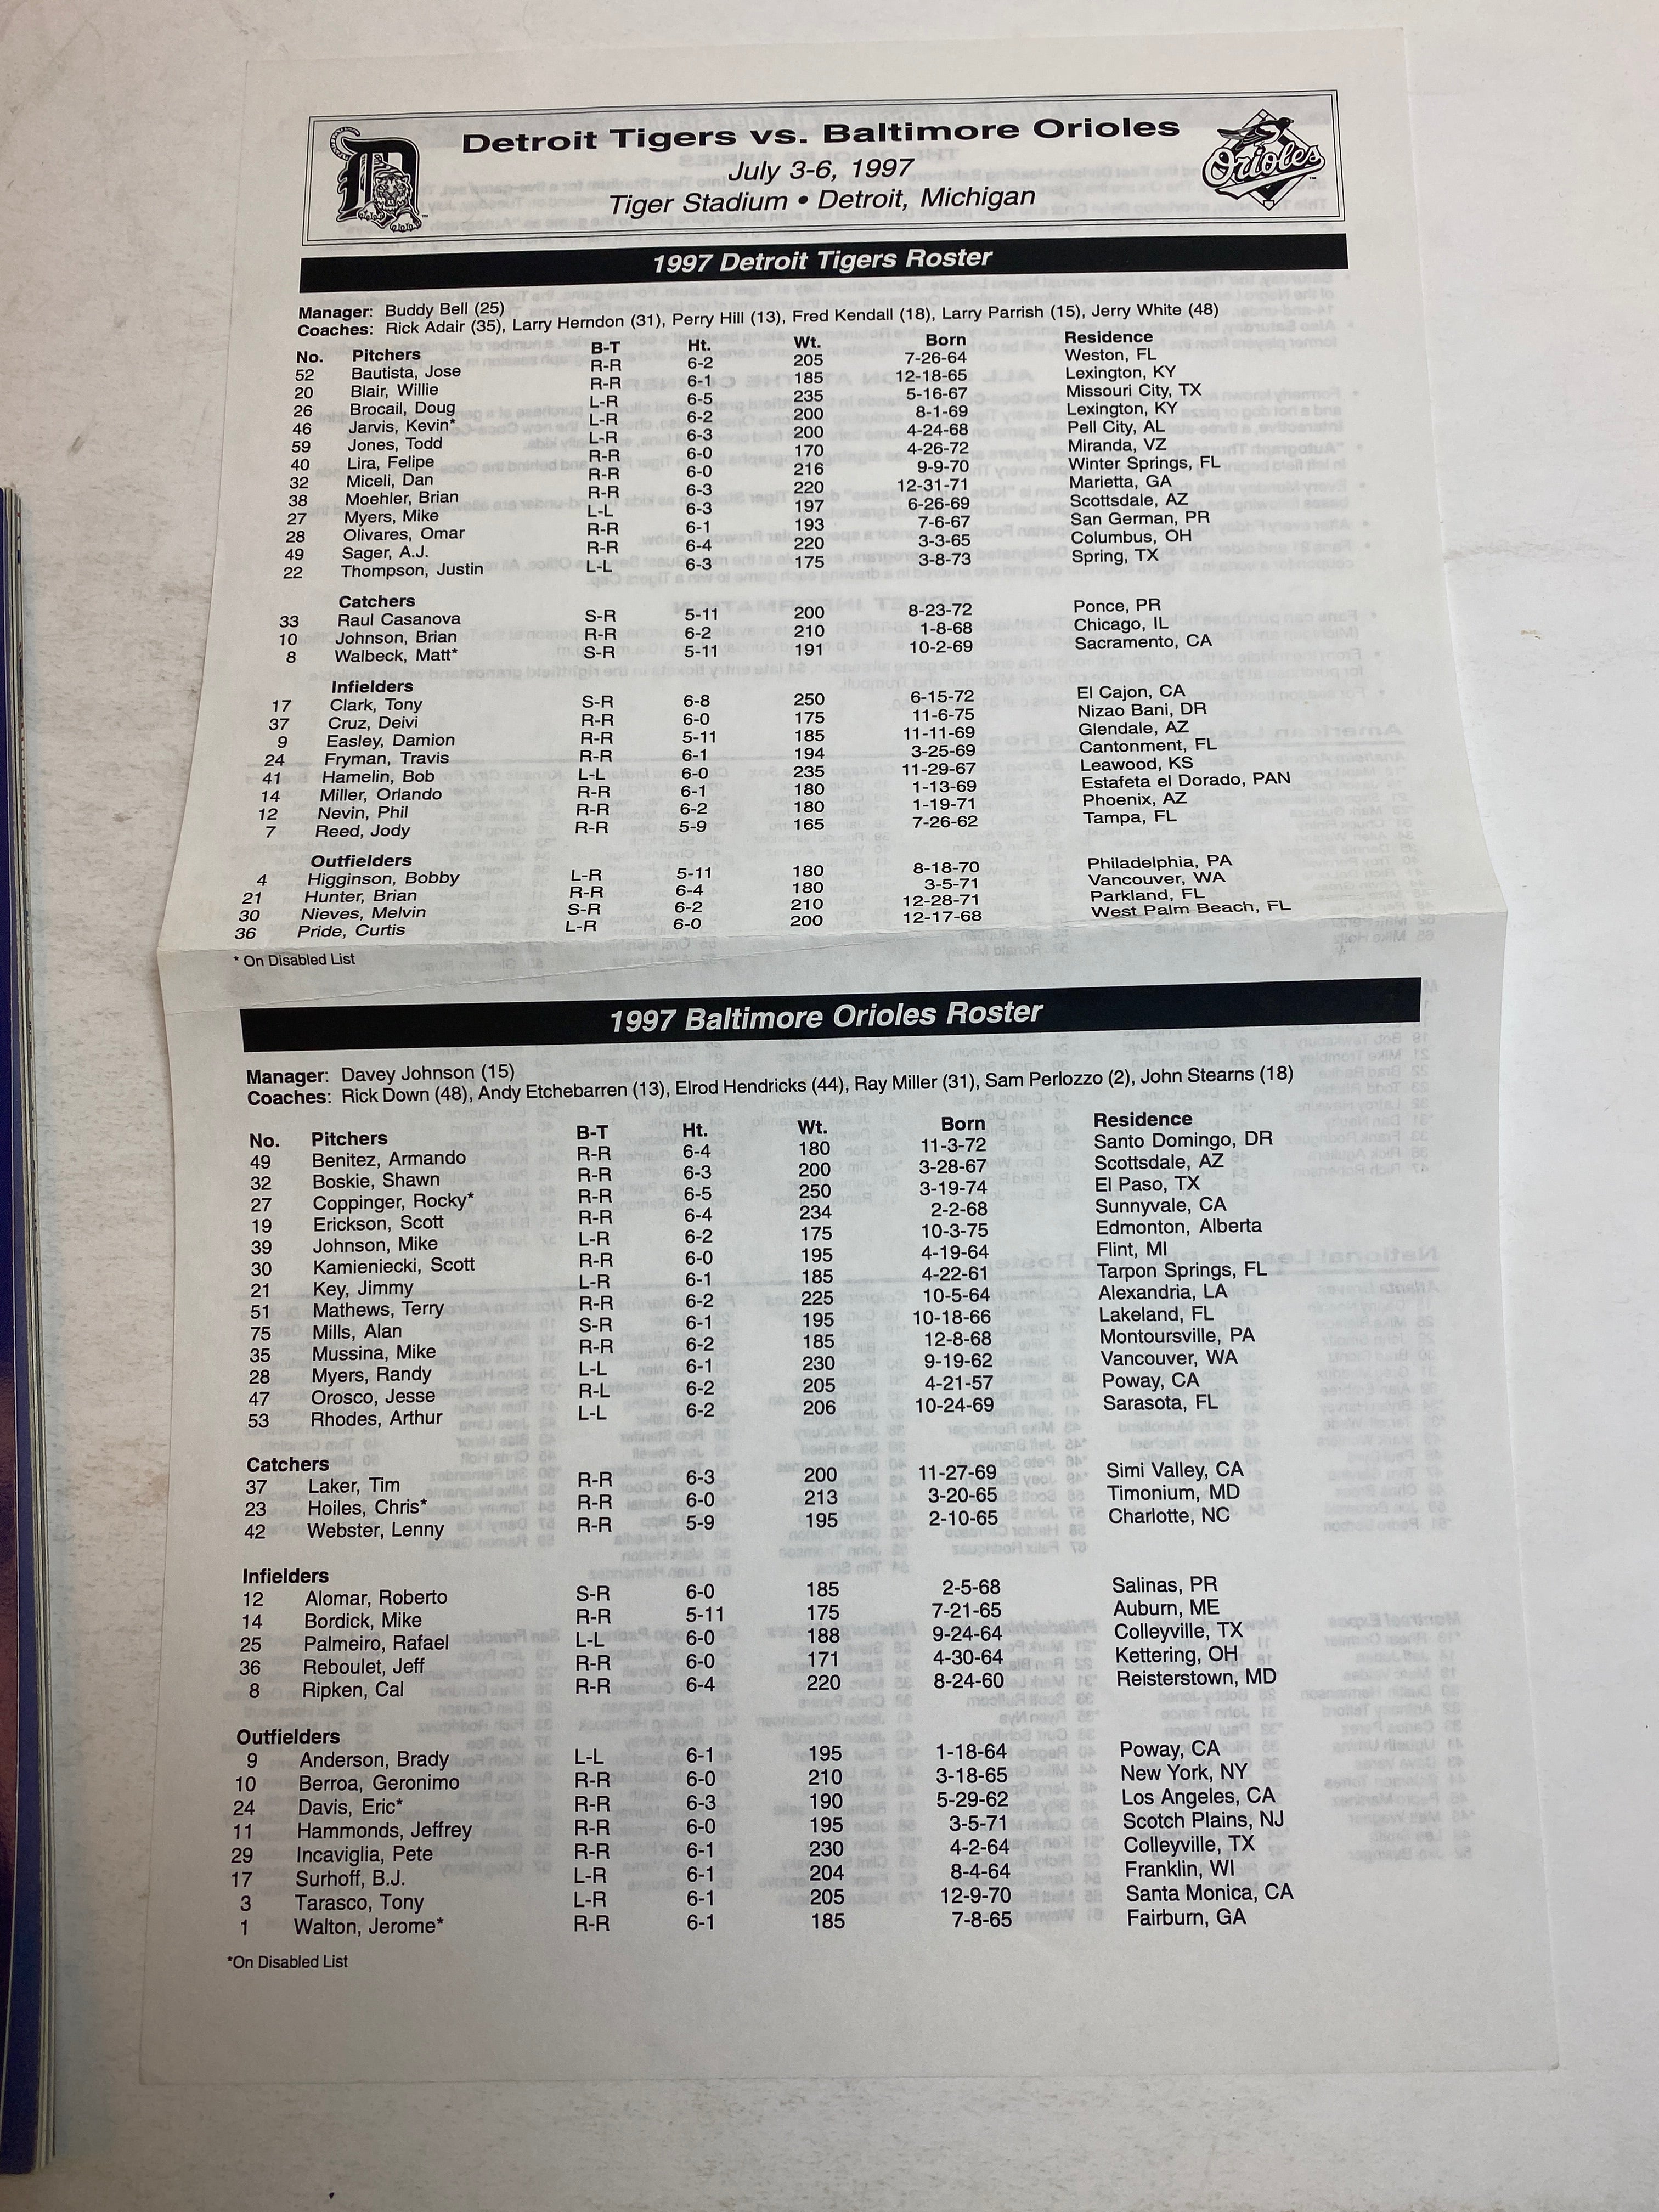 Detroit Tigers vs. Baltimore Orioles
July 3-6, 1997
Tiger Stadium • Detroit, Michigan
Orioles
1997 Detroit Tigers Roster
Manager: Buddy Bell (25)
Coaches: Rick Adair (35), Larry Herndon (31), Perry Hill (13), Fred Kendall (18), Larry Parrish (15), Jerry White (48)
No. Pitchers B-T Ht. Wt. Born Residence
52 Bautista, Jose R-R 6-2 205 7-26-64 Weston, FL
20 Blair, Willie R-R 6-1 185 12-18-65 Lexington, KY
26 Brocail, Doug L-R 6-5 235 5-16-67 Missouri City, TX
46 Jarvis, Kevin* L-R 6-2 200 8-1-69 Lexington, KY
59 Jones, Todd L-R 6-3 200 4-24-68 Pell City, AL
40 Lira, Felipe R-R 6-0 170 4-26-72 Miranda, VZ
32 Miceli, Dan R-R 6-0 216 9-9-70 Winter Springs, FL
38 Moehler, Brian R-R 6-3 220 12-31-71 Marietta, GA
27 Myers, Mike L-L 6-3 197 6-26-69 Scottsdale, AZ
28 Olivares, Omar R-R 6-1 193 7-6-67 San German, PR
49 Sager, A.J. R-R 6-4 220 3-3-65 Columbus, OH
22 Thompson, Justin L-L 6-3 175 3-8-73 Spring, TX
Catchers
33 Raul Casanova S-R 5-11 200 8-23-72 Ponce, PR
10 Johnson, Brian R-R 6-2 210 1-8-68 Chicago, IL
8 Walbeck, Matt* S-R 5-11 191 10-2-69 Sacramento, CA
Infielders
17 Clark, Tony S-R 6-8 250 6-15-72 El Cajon, CA
37 Cruz, Deivi R-R 6-0 175 11-6-75 Nizao Bani, DR
9 Easley, Damion R-R 5-11 185 11-11-69 Glendale, AZ
24 Fryman, Travis R-R 6-1 194 3-25-69 Cantonment, FL
41 Hamelin, Bob L-L 6-0 235 11-29-67 Leawood, KS
14 Miller, Orlando R-R 6-1 180 1-13-69 Estafeta el Dorado, PAN
12 Nevin, Phil R-R 6-2 180 1-19-71 Phoenix, AZ
7 Reed, Jody R-R 5-9 165 7-26-62 Tampa, FL
Outfielders
4 Higginson, Bobby L-R 5-11 180 8-18-70 Philadelphia, PA
21 Hunter, Brian R-R 6-4 180 3-5-71 Vancouver, WA
30 Nieves, Melvin S-R 6-2 210 12-28-71 Parkland, FL
36 Pride, Curtis L-R 6-0 200 12-17-68 West Palm Beach, FL
* On Disabled List
1997 Baltimore Orioles Roster
Manager: Davey Johnson (15)
Coaches: Rick Down (48), Andy Etchebarren (13), Elrod Hendricks (44), Ray Miller (31), Sam Perlozzo (2), John Stearns (18)
No. Pitchers B-T Ht. Wt. Born Residence
49 Benitez, Armando R-R 6-4 180 11-3-72 Santo Domingo, DR
32 Boskie, Shawn R-R 6-3 200 3-28-67 Scottsdale, AZ
27 Coppinger, Rocky* R-R 6-5 250 3-19-74 El Paso, TX
19 Erickson, Scott R-R 6-4 234 2-2-68 Sunnyvale, CA
39 Johnson, Mike L-R 6-2 175 10-3-75 Edmonton, Alberta
30 Kamieniecki, Scott R-R 6-0 195 4-19-64 Flint, MI
21 Key, Jimmy L-R 6-1 185 4-22-61 Tarpon Springs, FL
51 Mathews, Terry R-R 6-2 225 10-5-64 Alexandria, LA
75 Mills, Alan S-R 6-1 195 10-18-66 Lakeland, FL
35 Mussina, Mike R-R 6-2 185 12-8-68 Montoursville, PA
28 Myers, Randy L-L 6-1 230 9-19-62 Vancouver, WA
47 Orosco, Jesse R-L 6-2 205 4-21-57 Poway, CA
53 Rhodes, Arthur L-L 6-2 206 10-24-69 Sarasota, FL
Catchers
37 Laker, Tim R-R 6-3 200 11-27-69 Simi Valley, CA
23 Hoiles, Chris* R-R 6-0 213 3-20-65 Timonium, MD
42 Webster, Lenny R-R 5-9 195 2-10-65 Charlotte, NC
Infielders
12 Alomar, Roberto S-R 6-0 185 2-5-68 Salinas, PR
14 Bordick, Mike R-R 5-11 175 7-21-65 Auburn, ME
25 Palmeiro, Rafael L-L 6-0 188 9-24-64 Colleyville, TX
36 Reboulet, Jeff R-R 6-0 171 4-30-64 Kettering, OH
8 Ripken, Cal R-R 6-4 220 8-24-60 Reisterstown, MD
Outfielders
9 Anderson, Brady L-L 6-1 195 1-18-64 Poway, CA
10 Berroa, Geronimo R-R 6-0 210 3-18-65 New York, NY
24 Davis, Eric* R-R 6-3 190 5-29-62 Los Angeles, CA
11 Hammonds, Jeffrey R-R 6-0 195 3-5-71 Scotch Plains, NJ
29 Incaviglia, Pete R-R 6-1 230 4-2-64 Colleyville, TX
17 Surhoff, B.J. L-R 6-1 204 8-4-64 Franklin, WI
3 Tarasco, Tony L-R 6-1 205 12-9-70 Santa Monica, CA
1 Walton, Jerome* R-R 6-1 185 7-8-65 Fairburn, GA
*On Disabled List